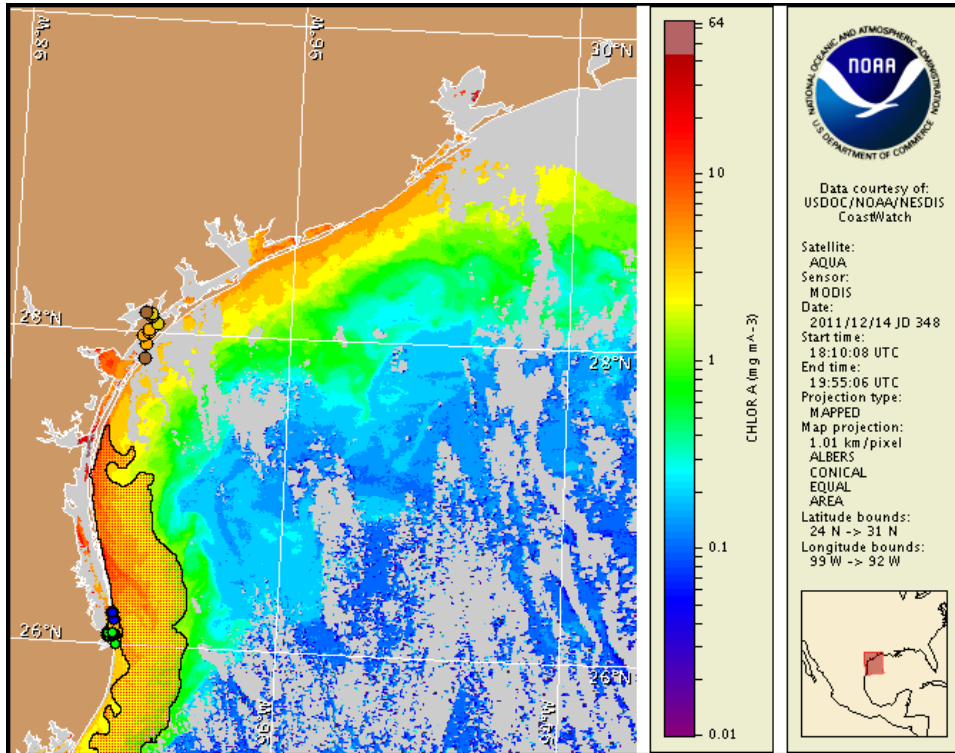 98°W
96°W
30°N
28°N
28°N
26°N
26°N
96°W
94°W
64
10
1
0.1
0.01
CHLOR A (mg m^-3)
NATIONAL OCEANIC AND ATMOSPHERIC ADMINISTRATION
NOAA
U.S. DEPARTMENT OF COMMERCE
Data courtesy of:
USDOC/NOAA/NESDIS
CoastWatch
Satellite:
AQUA
Sensor:
MODIS
Date:
2011/12/14 JD 348
Start time:
18:10:08 UTC
End time:
19:55:06 UTC
Projection type:
MAPPED
Map projection:
1.01 km/pixel
ALBERS
CONICAL
EQUAL
AREA
Latitude bounds:
24 N -> 31 N
Longitude bounds:
99 W -> 92 W